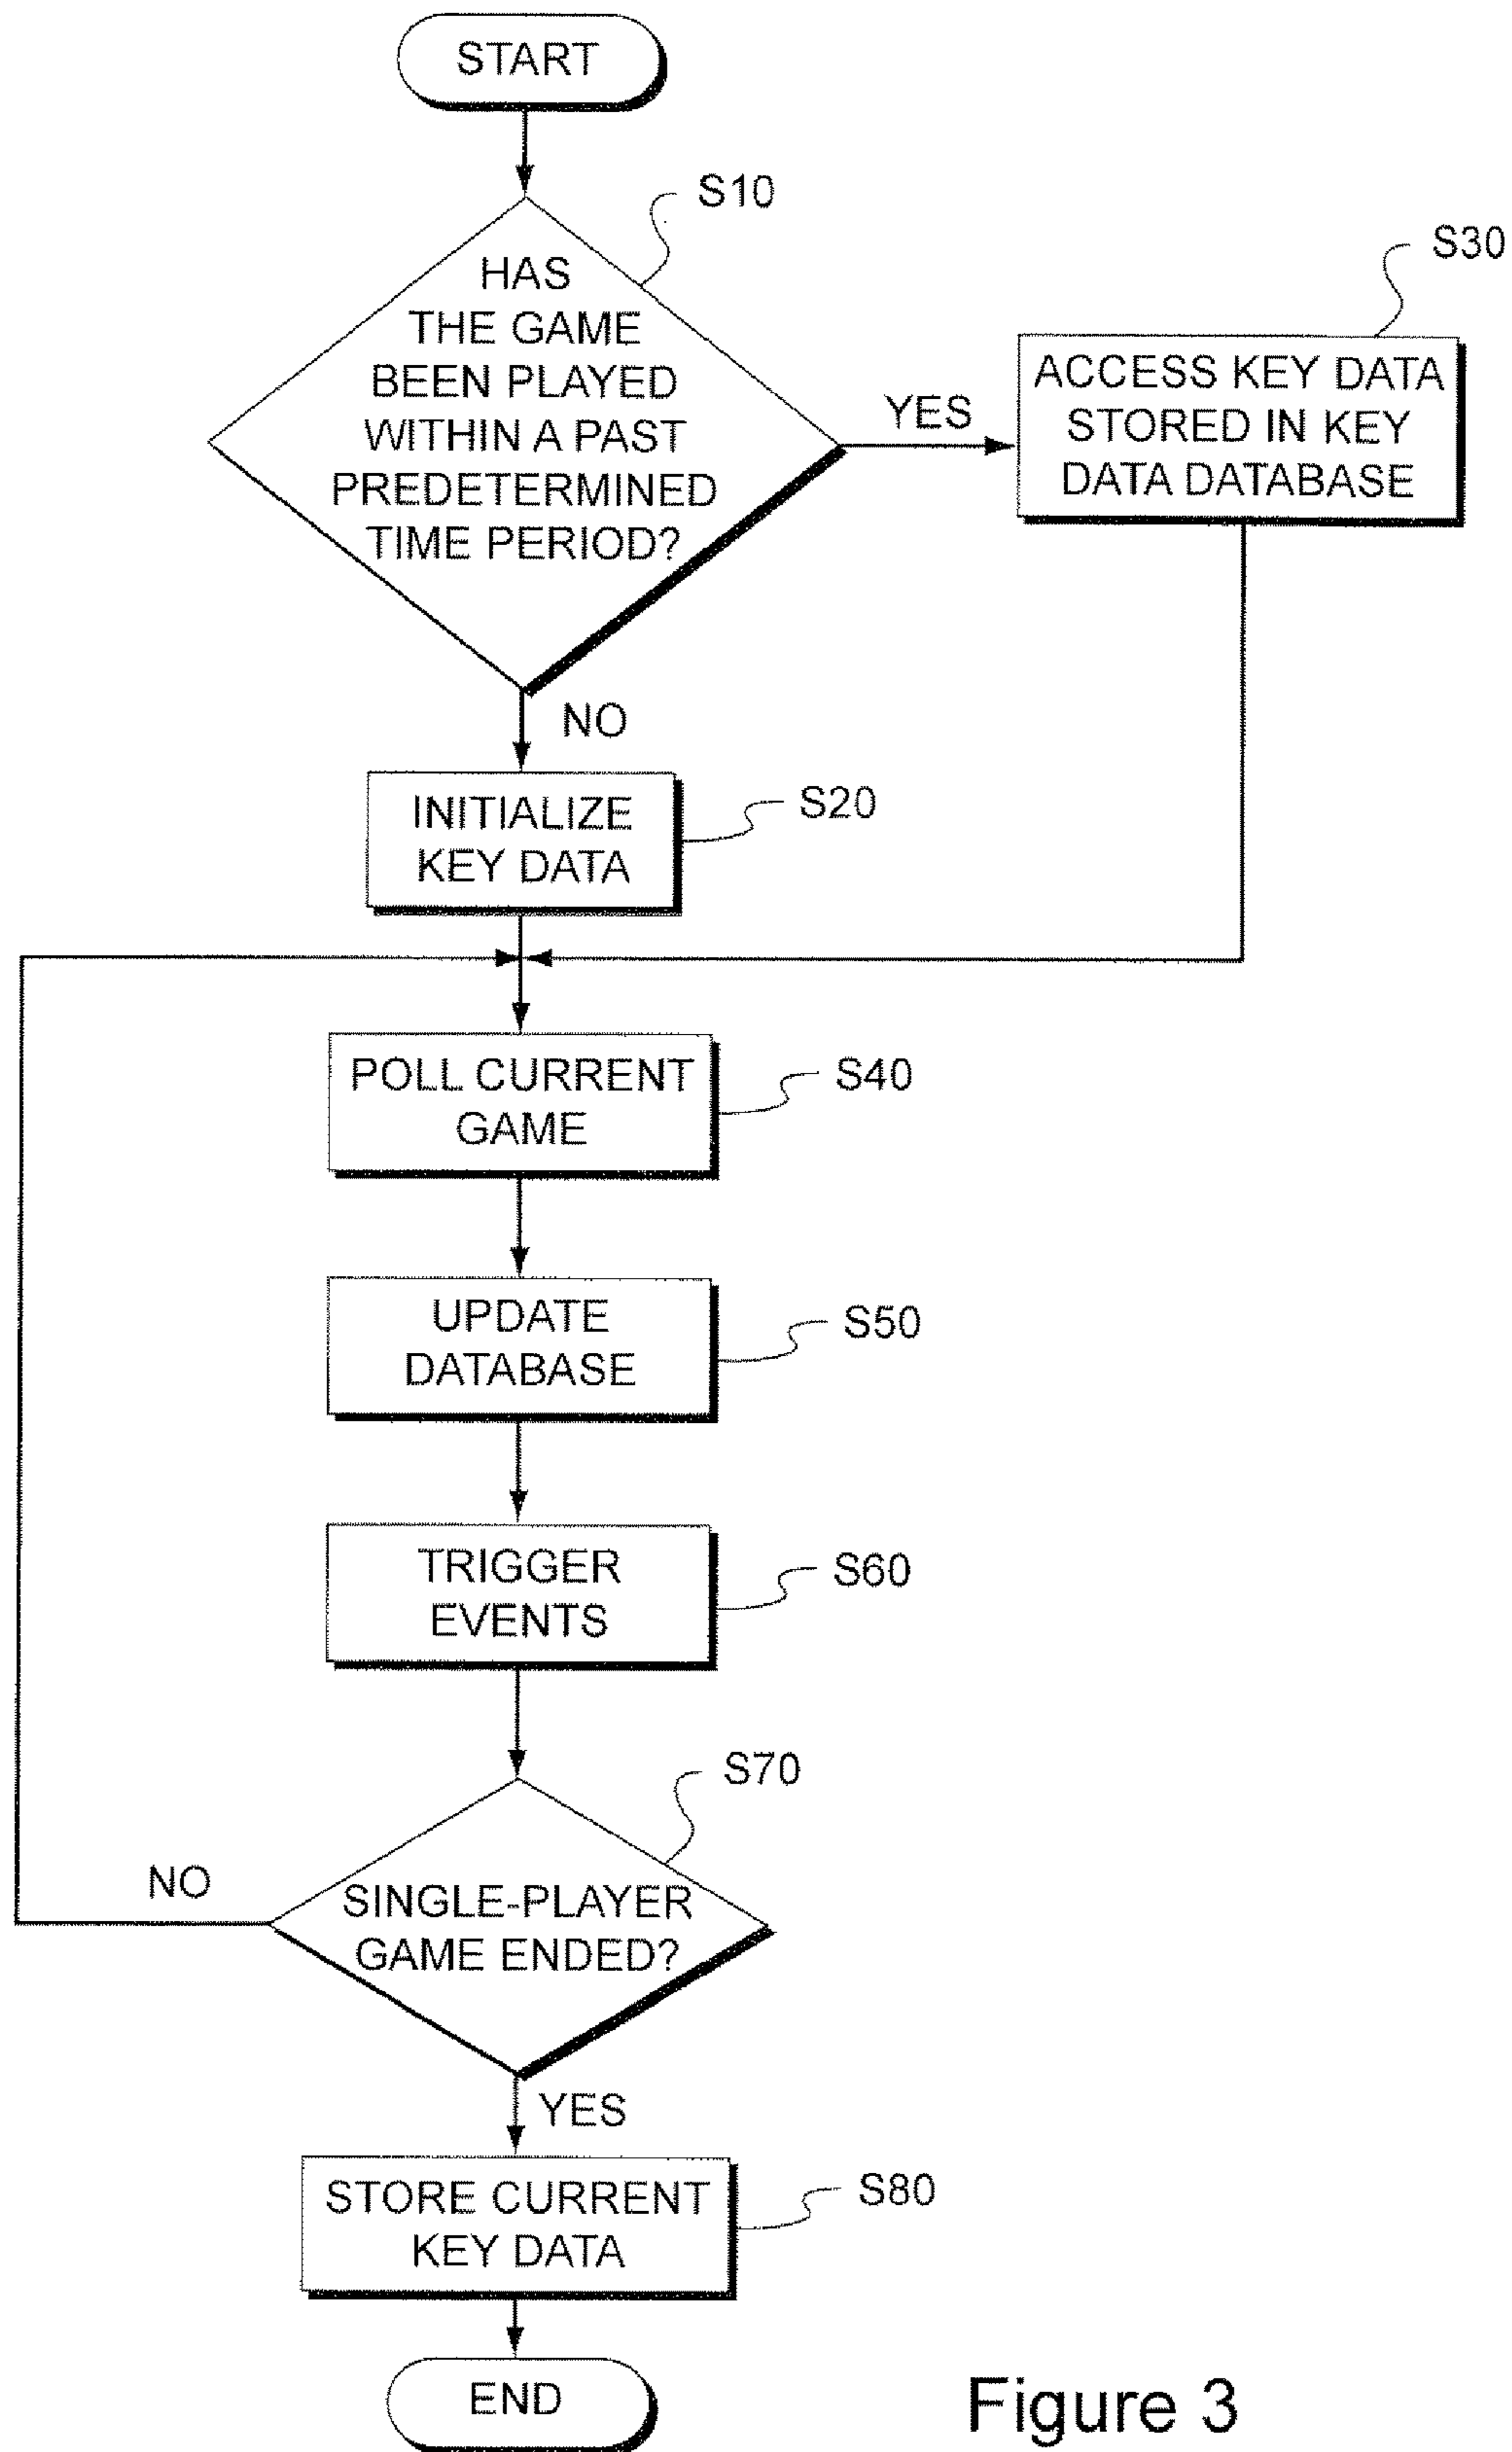 START
S10
HAS
THE GAME
BEEN PLAYED
WITHIN A PAST
PREDETERMINED
TIME PERIOD?
YES
S30
ACCESS KEY DATA
STORED IN KEY
DATA DATABASE
NO
INITIALIZE
KEY DATA
S20
POLL CURRENT
GAME
S40
UPDATE
DATABASE
S50
TRIGGER
EVENTS
S60
S70
SINGLE-PLAYER
GAME ENDED?
NO
YES
STORE CURRENT
KEY DATA
S80
END
Figure 3